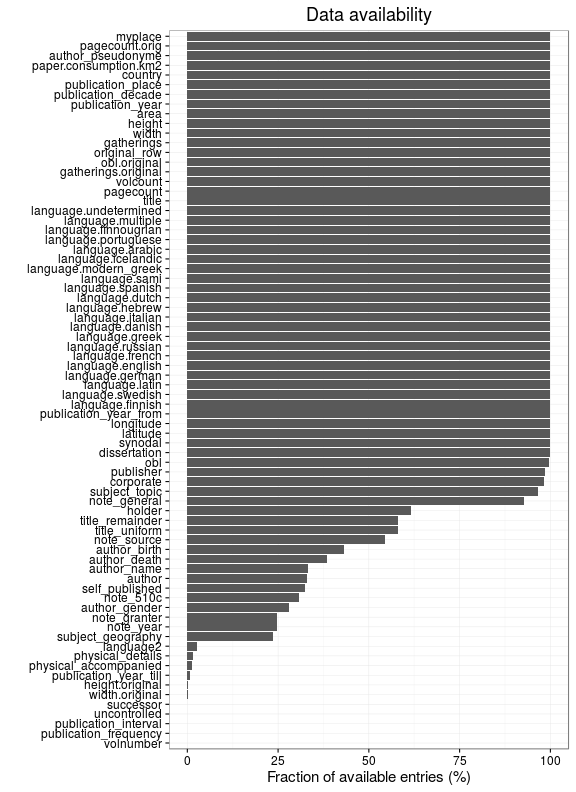 Data availability
myplace
pagecount.orig
author_pseudonyme
paper.consumption.km2
country
publication_place
publication_decade
publication_year
area
height
width
gatherings
original_row
obl.original
gatherings.original
volcount
pagecount
title
language.undetermined
language.multiple
language.finnougrian
language.portuguese
language.arabic
language.icelandic
language.modern_greek
language.sami
language.spanish
language.dutch
language.hebrew
language.italian
language.danish
language.greek
language.russian
language.french
language.english
language.german
language.latin
language.swedish
language.finnish
publication_year_from
longitude
latitude
synodal
dissertation
obl
publisher
corporate
subject_topic
note_general
holder
title_remainder
title_uniform
note_source
author_birth
author_death
author_name
author
self_published
note_510c
author_gender
note_granter
note_year
subject_geography
language2
physical_details
physical_accomppanied
publication_year_till
height.original
width.original
successor
uncontrolled
publication_interval
publication_frequency
volnumber
0 25 50 75 100
Fraction of available entries (%)